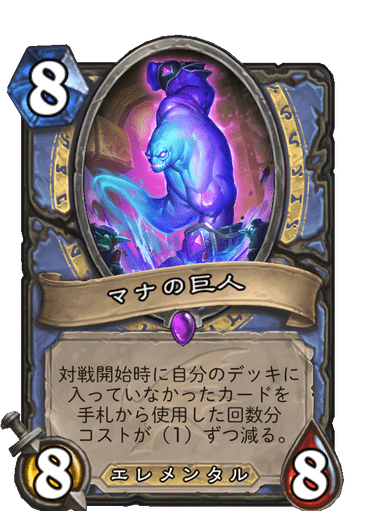 8
マナの巨人
対戦開始時に自分のデッキに
入っていなかったカードを
手札から使用した回数分
コストが（1）ずつ減る。
8
エレメンタル
8